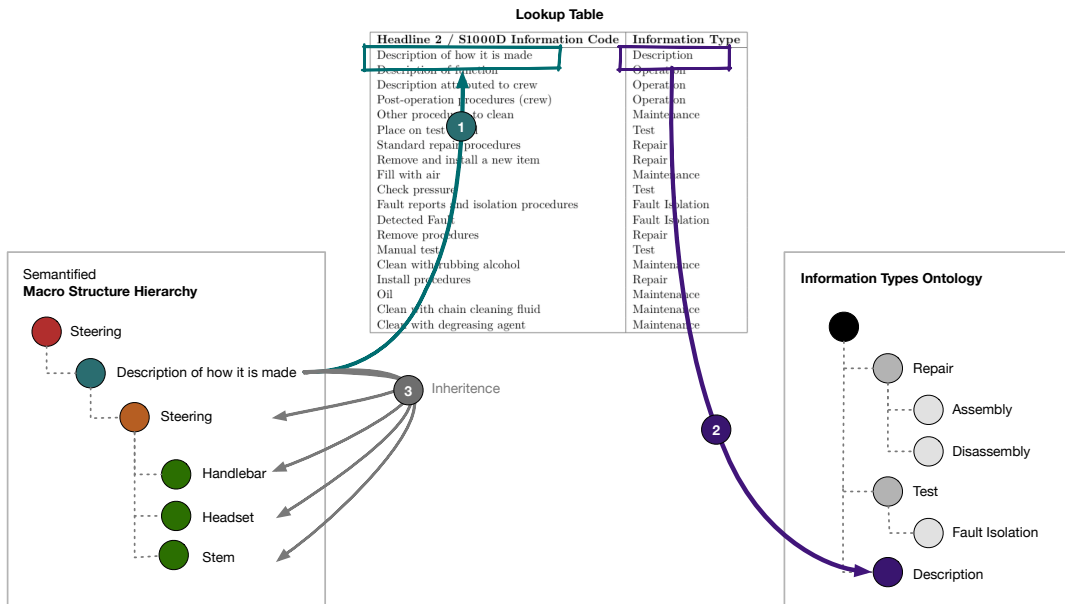 Lookup Table
Headline 2 / S1000D Information Code Information Type
Description of how it is made Description
Description of function Operation
Description attributed to crew Operation
Post-operation procedures (crew) Operation
Other procedures to clean Maintenance
Place on test Test
Standard repair procedures Repair
Remove and install a new item Repair
Fill with air Maintenance
Check pressure Test
Fault reports and isolation procedures Fault Isolation
Detected Fault Fault Isolation
Remove procedures Repair
Manual test Test
Clean with rubbing alcohol Maintenance
Install procedures Repair
Oil Maintenance
Clean with chain cleaning fluid Maintenance
Clean with degreasing agent Maintenance
1
Semantified
Macro Structure Hierarchy
Steering
Description of how it is made
Steering
Handlebar
Headset
Stem
3
Inheritence
2
Information Types Ontology
Repair
Assembly
Disassembly
Test
Fault Isolation
Description